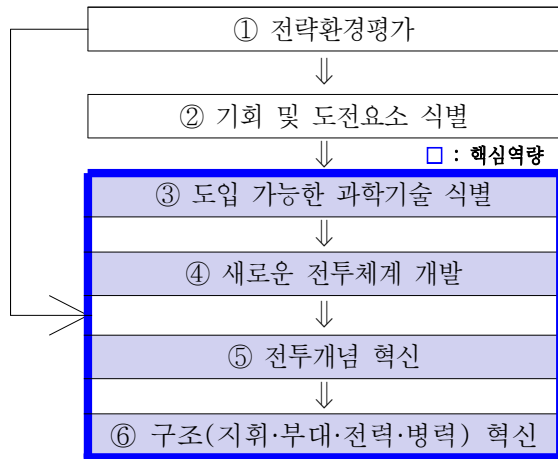 ① 전략환경평가
⇓
② 기회 및 도전요소 식별
⇓
□ : 핵심역량
③ 도입 가능한 과학기술 식별
⇓
④ 새로운 전투체계 개발
⇓
⑤ 전투개념 혁신
⇓
⑥ 구조(지휘·부대·전력·병력) 혁신